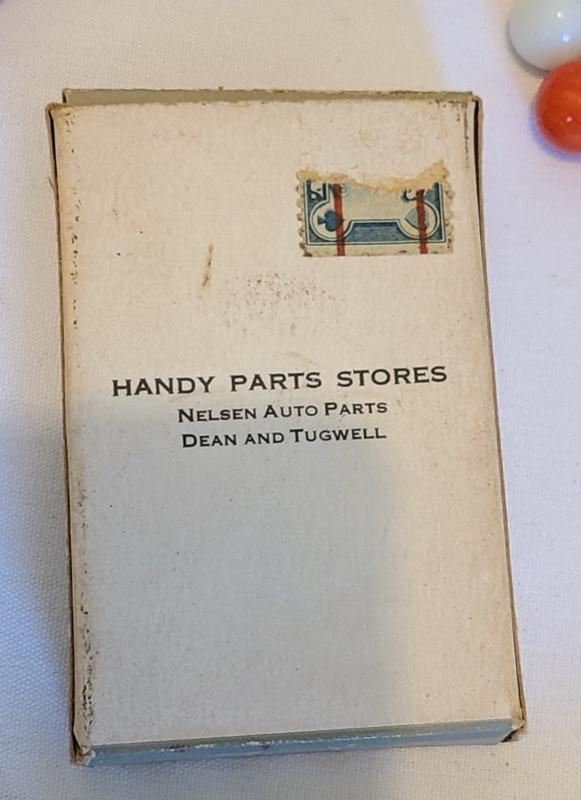 HANDY PARTS STORES
NELSEN AUTO PARTS
DEAN AND TUGWELL